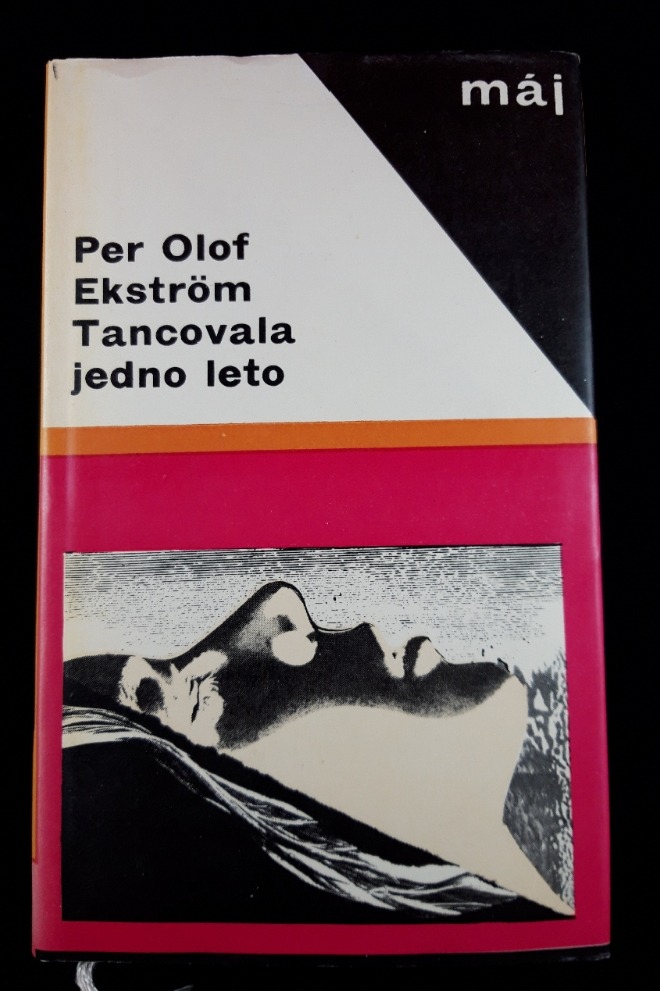 máj
Per Olof
Ekström
Tancovala
jedno leto